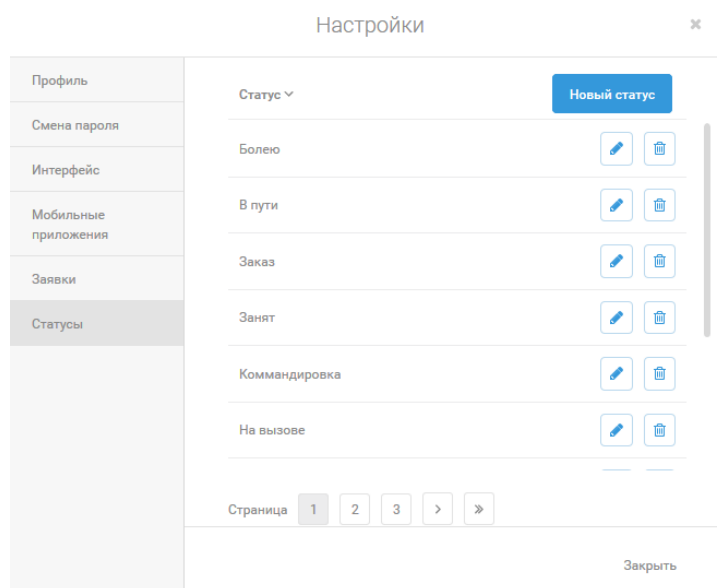 Настройки
Профиль
Смена пароля
Интерфейс
Мобильные
приложения
Заявки
Статусы
Статус
Новый статус
Болею
В пути
Заказ
Занят
Коммандировка
На вызове
Страница 1 2 3
Закрыть